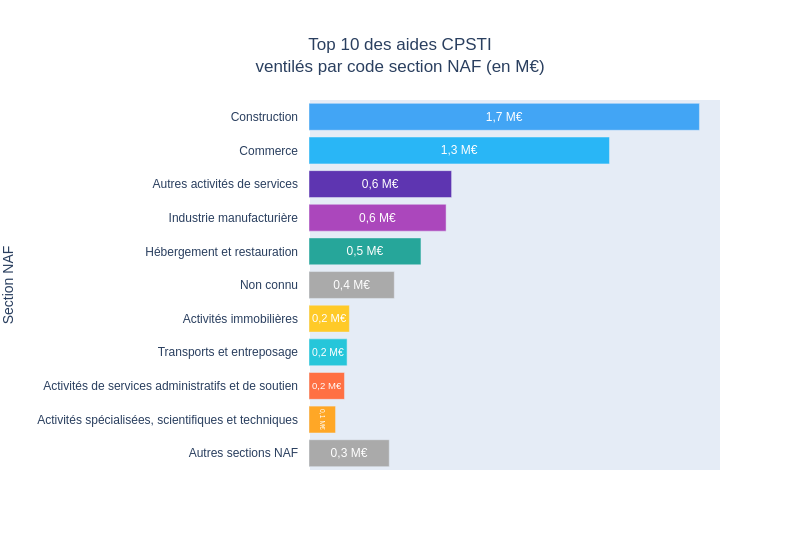 Top 10 des aides CPSTI
ventilés par code section NAF (en M€)
Section NAF
Construction 1,7 M€
Commerce 1,3 M€
Autres activités de services 0,6 M€
Industrie manufacturière 0,6 M€
Hébergement et restauration 0,5 M€
Non connu 0,4 M€
Activités immobilières 0,2 M€
Transports et entreposage 0,2 M€
Activités de services administratifs et de soutien 0,2 M€
Activités spécialisées, scientifiques et techniques 0,1 M€
Autres sections NAF 0,3 M€